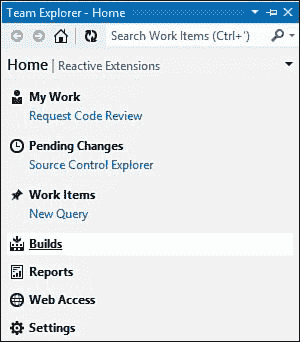 Team Explorer - Home
Search Work Items (Ctrl+')
Home | Reactive Extensions
My Work
Request Code Review
Pending Changes
Source Control Explorer
Work Items
New Query
Builds
Reports
Web Access
Settings